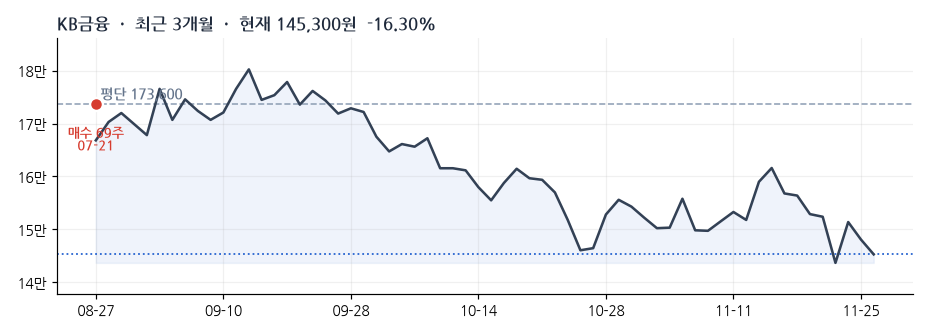 KB금융 · 최근 3개월 · 현재 145,300원 -16.30%
18만
평단 173,600
17만
매수 69주
07-21
16만
15만
14만
08-27 09-10 09-28 10-14 10-28 11-11 11-25